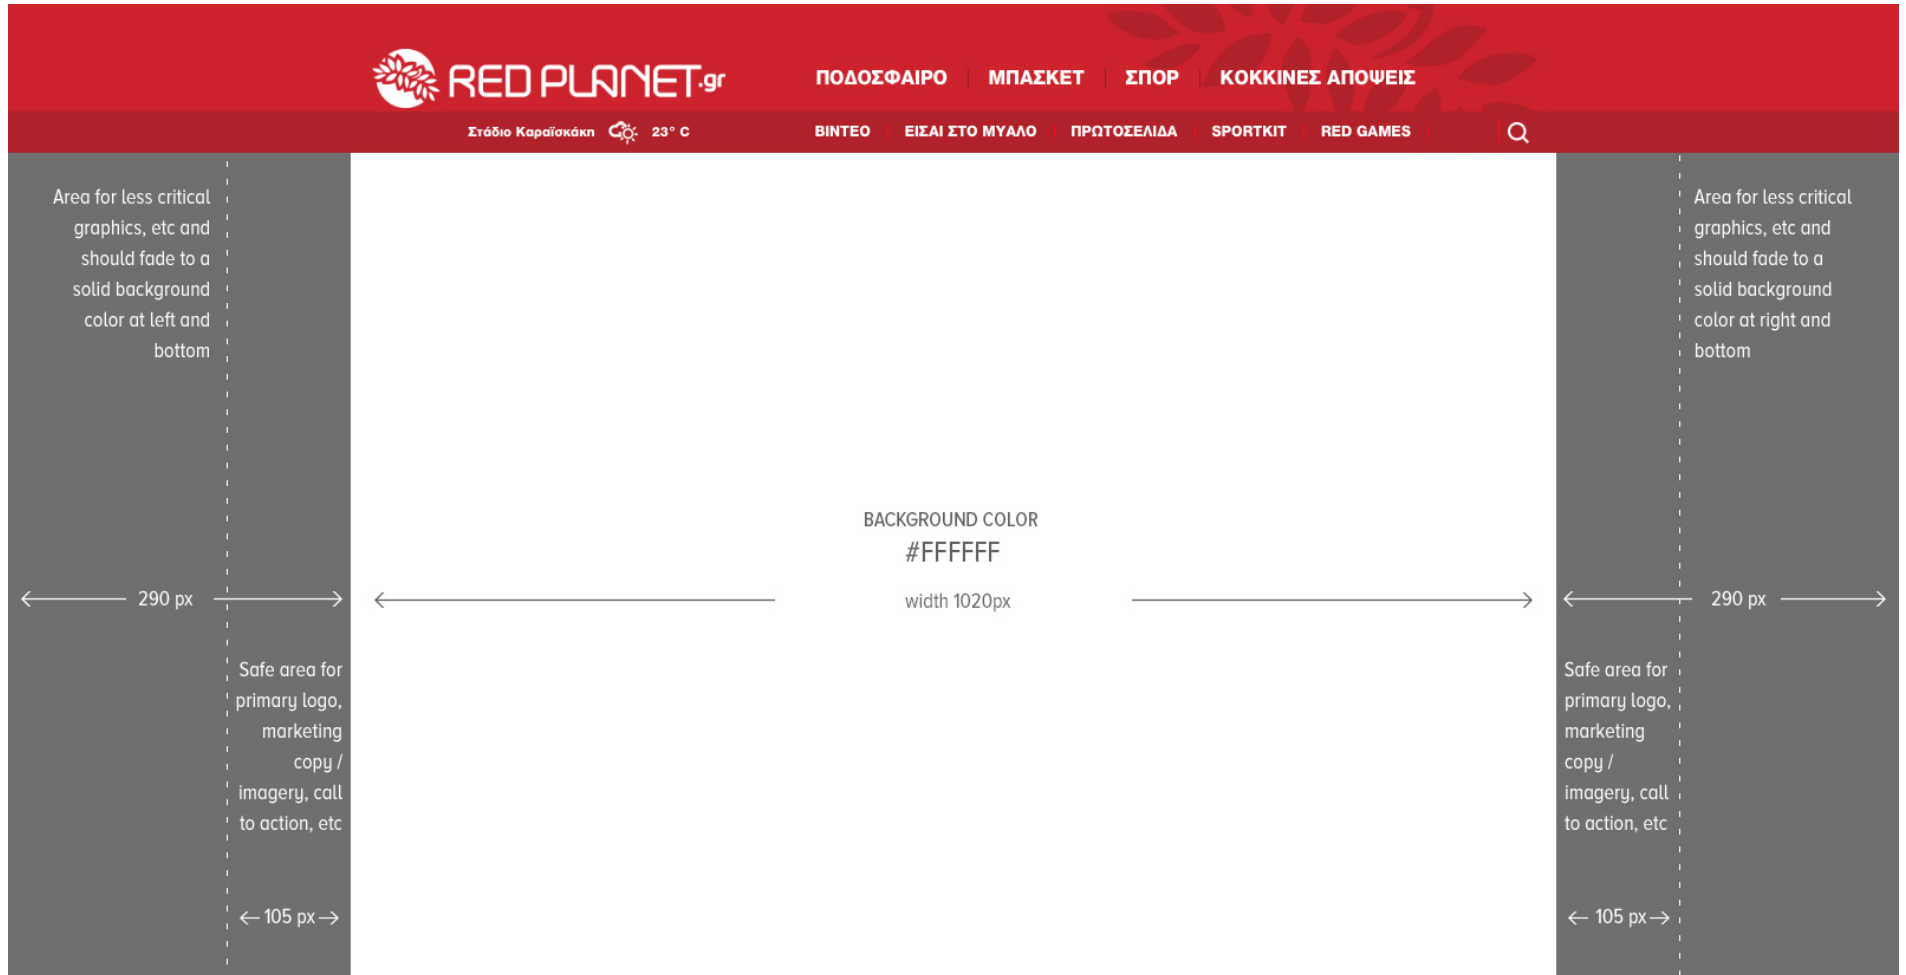 RED PLANET.gr
ΠΟΔΟΣΦΑΙΡΟ ΜΠΑΣΚΕΤ ΣΠΟΡ ΚΟΚΚΙΝΕΣ ΑΠΟΨΕΙΣ
Στάδιο Καραϊσκάκη 23° C
ΒΙΝΤΕΟ ΕΙΣΑΙ ΣΤΟ ΜΥΑΛΟ ΠΡΩΤΟΣΕΛΙΔΑ SPORTKIT RED GAMES
Area for less critical
graphics, etc and
should fade to a
solid background
color at left and
bottom
290 px
Safe area for
primary logo,
marketing
copy /
imagery, call
to action, etc
105 px
BACKGROUND COLOR
#FFFFFF
width 1020px
Area for less critical
graphics, etc and
should fade to a
solid background
color at right and
bottom
290 px
Safe area for
primary logo,
marketing
copy /
imagery, call
to action, etc
105 px